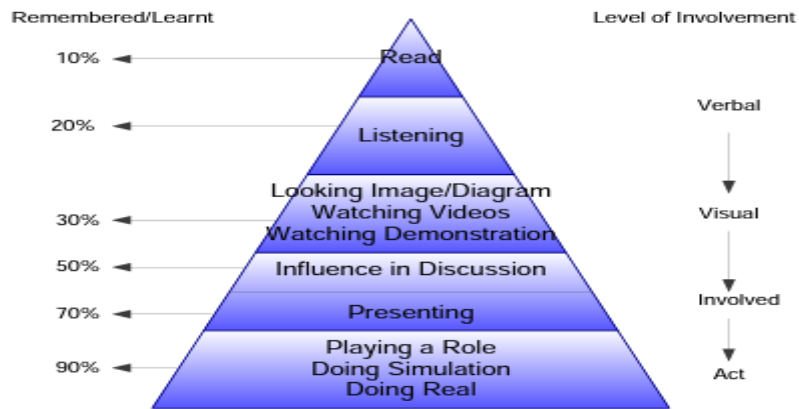 Remembered/Learnt
Level of Involvement
10%
Read
Verbal
20%
Listening
Looking Image/Diagram
Watching Videos
Visual
30%
Watching Demonstration
50%
Influence in Discussion
Involved
70%
Presenting
Playing a Role
90%
Doing Simulation
Act
Doing Real